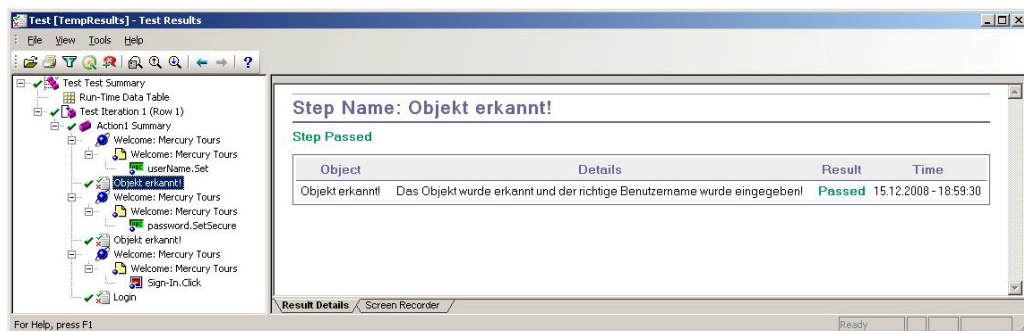 Test [TempResults] - Test Results
File View Tools Help
Test Test Summary
Run-Time Data Table
Test Iteration 1 (Row 1)
Action1 Summary
Welcome: Mercury Tours
Welcome: Mercury Tours
userName.Set
Objekt erkannt!
Welcome: Mercury Tours
Welcome: Mercury Tours
password.SetSecure
Objekt erkannt!
Welcome: Mercury Tours
Welcome: Mercury Tours
Sign-In.Click
Login
Step Name: Objekt erkannt!
Step Passed
Object Details Result Time
Objekt erkannt! Das Objekt wurde erkannt und der richtige Benutzername wurde eingegeben! Passed 15.12.2008 - 18:59:30
Result Details Screen Recorder
For Help, press F1 Ready